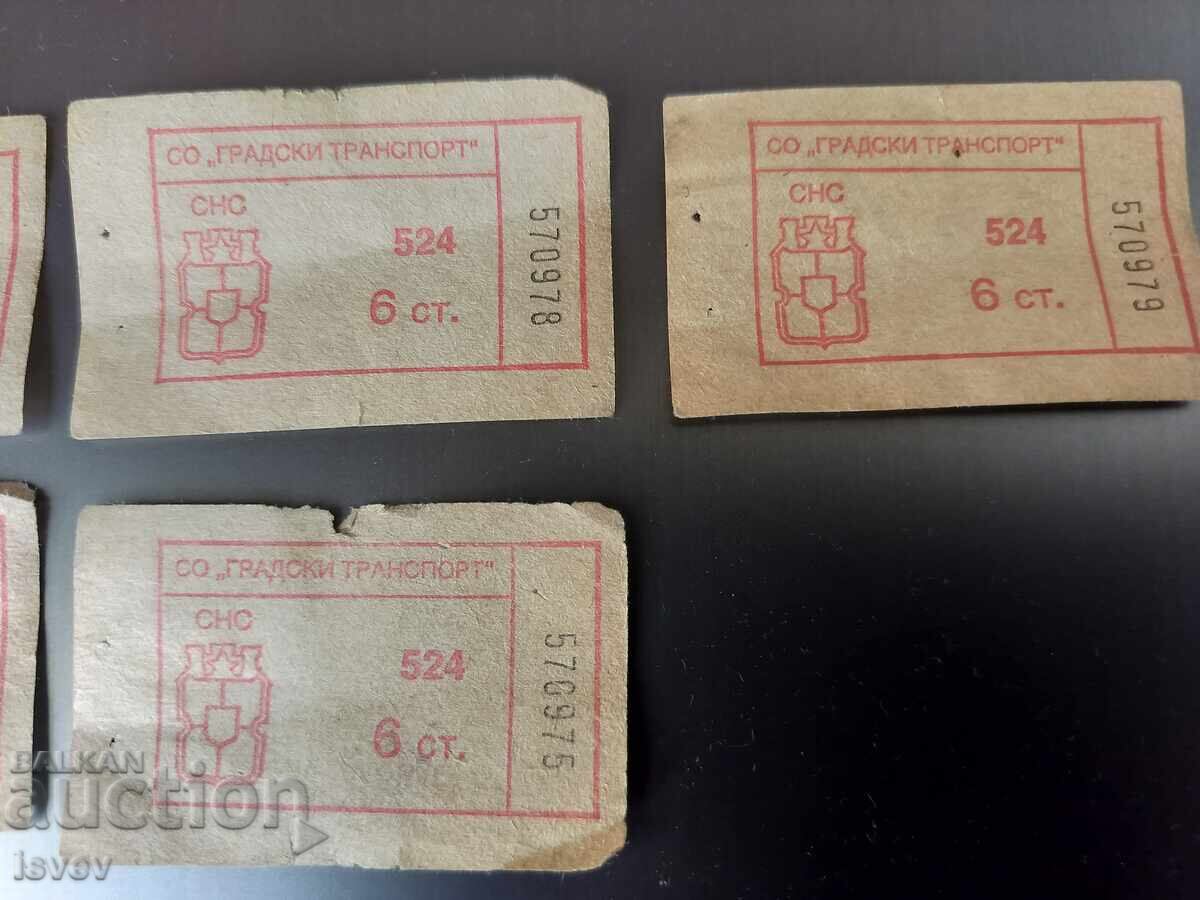 СО „ГРАДСКИ ТРАНСПОРТ“
СНС
524
6 ст.
570978
СО „ГРАДСКИ ТРАНСПОРТ“
СНС
524
6 ст.
570979
СО „ГРАДСКИ ТРАНСПОРТ“
СНС
524
6 ст.
570975
BALKAN
auction
isvev